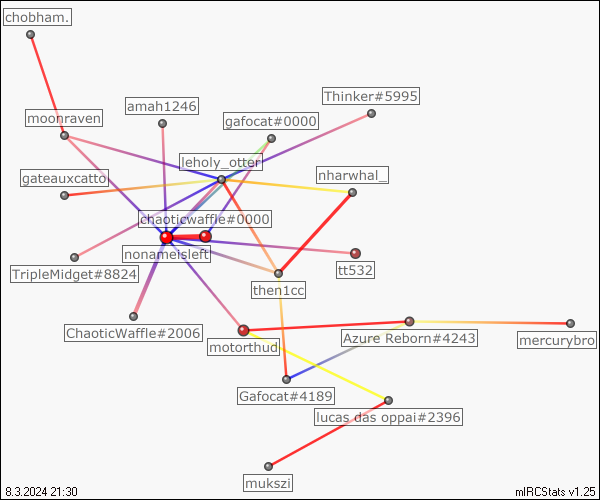 chobham.
Thinker#5995
amah1246
moonraven
gafocat#0000
leholy_otter
nharwhal_
gateauxcatto
chaoticwaffle#0000
nonameisleft
TripleMidget#8824
tt532
then1cc
ChaoticWaffle#2006
motorthud
Azure Reborn#4243
mercurybro
Gafocat#4189
lucas das oppai#2396
mukszi
8.3.2024 21:30
mIRCStats v1.25